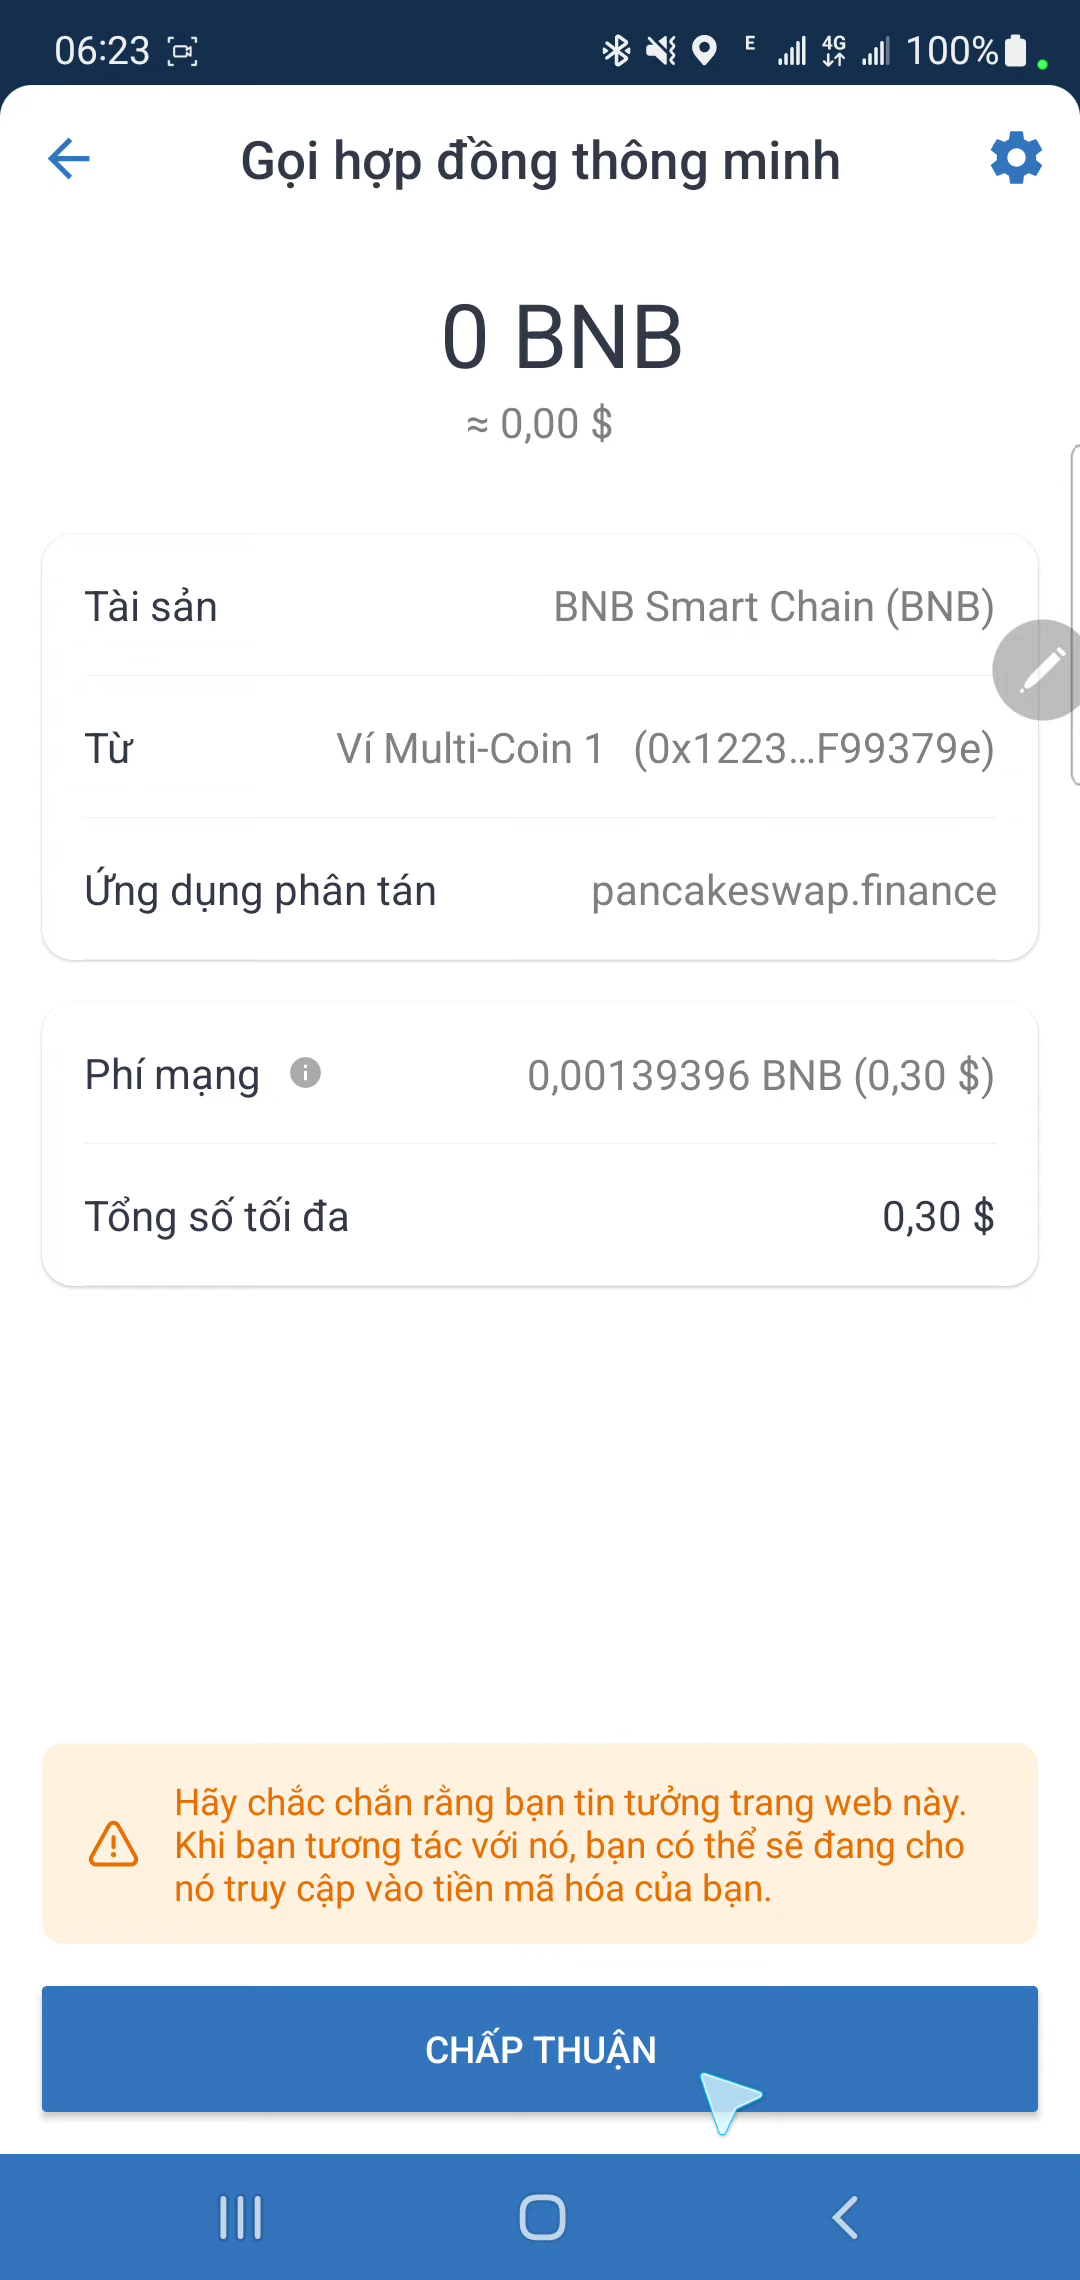 06:23 E 4G 100%
Gọi hợp đồng thông minh
0 BNB
≈ 0,00 $
Tài sản BNB Smart Chain (BNB)
Từ Ví Multi-Coin 1 (0x1223...F99379e)
Ứng dụng phân tán pancakeswap.finance
Phí mạng 0,00139396 BNB (0,30 $)
Tổng số tối đa 0,30 $
Hãy chắc chắn rằng bạn tin tưởng trang web này.
Khi bạn tương tác với nó, bạn có thể sẽ đang cho
nó truy cập vào tiền mã hóa của bạn.
CHẤP THUẬN